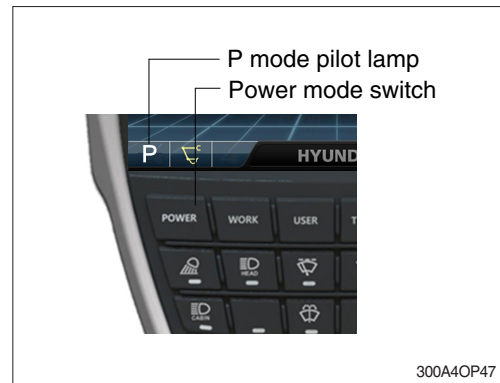 P mode pilot lamp
Power mode switch
P
HYUND
POWER WORK USER T
HEAD
CABIN
300A4OP47